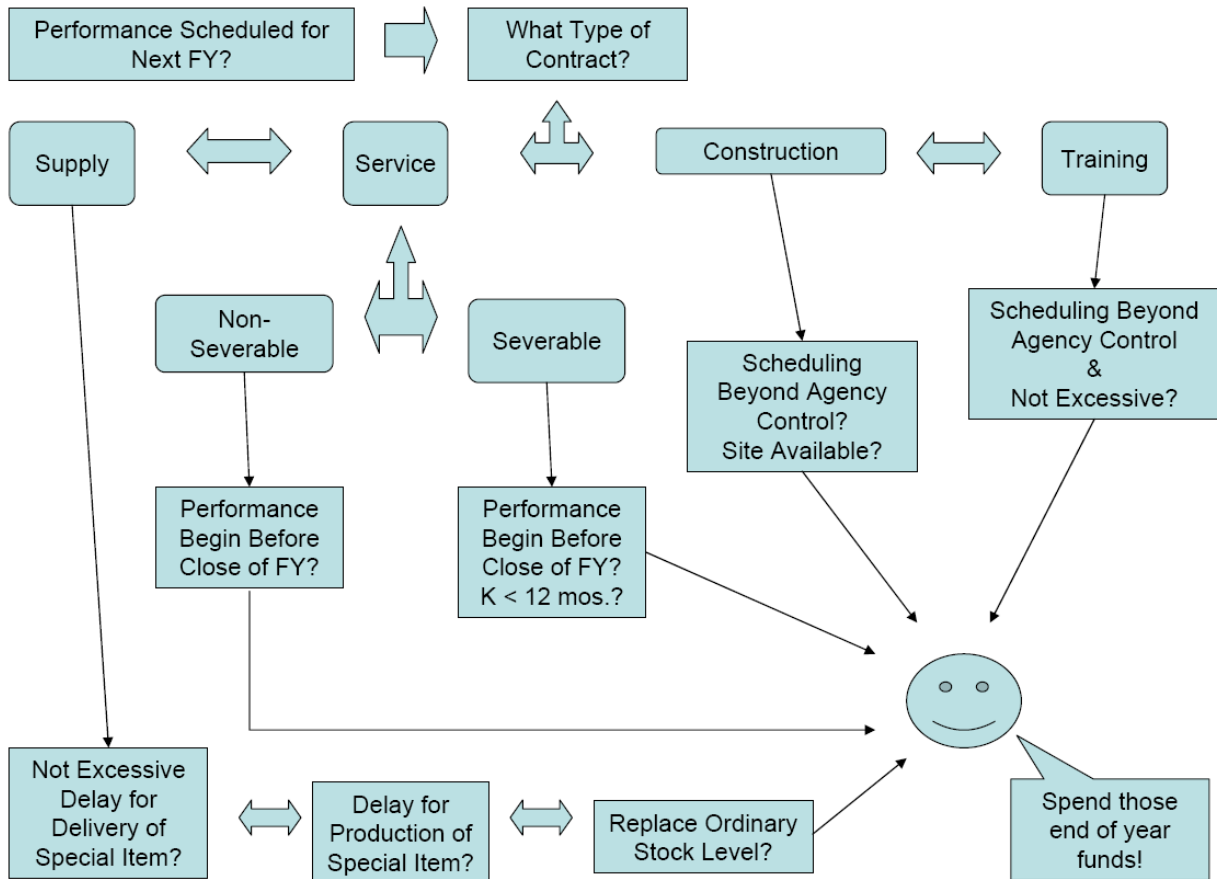 Performance Scheduled for
Next FY?
What Type of
Contract?
Supply
Service
Construction
Training
Non-
Severable
Severable
Scheduling
Beyond Agency
Control?
Site Available?
Scheduling Beyond
Agency Control
&
Not Excessive?
Performance
Begin Before
Close of FY?
Performance
Begin Before
Close of FY?
K < 12 mos.?
Not Excessive
Delay for
Delivery of
Special Item?
Delay for
Production of
Special Item?
Replace Ordinary
Stock Level?
Spend those
end of year
funds!